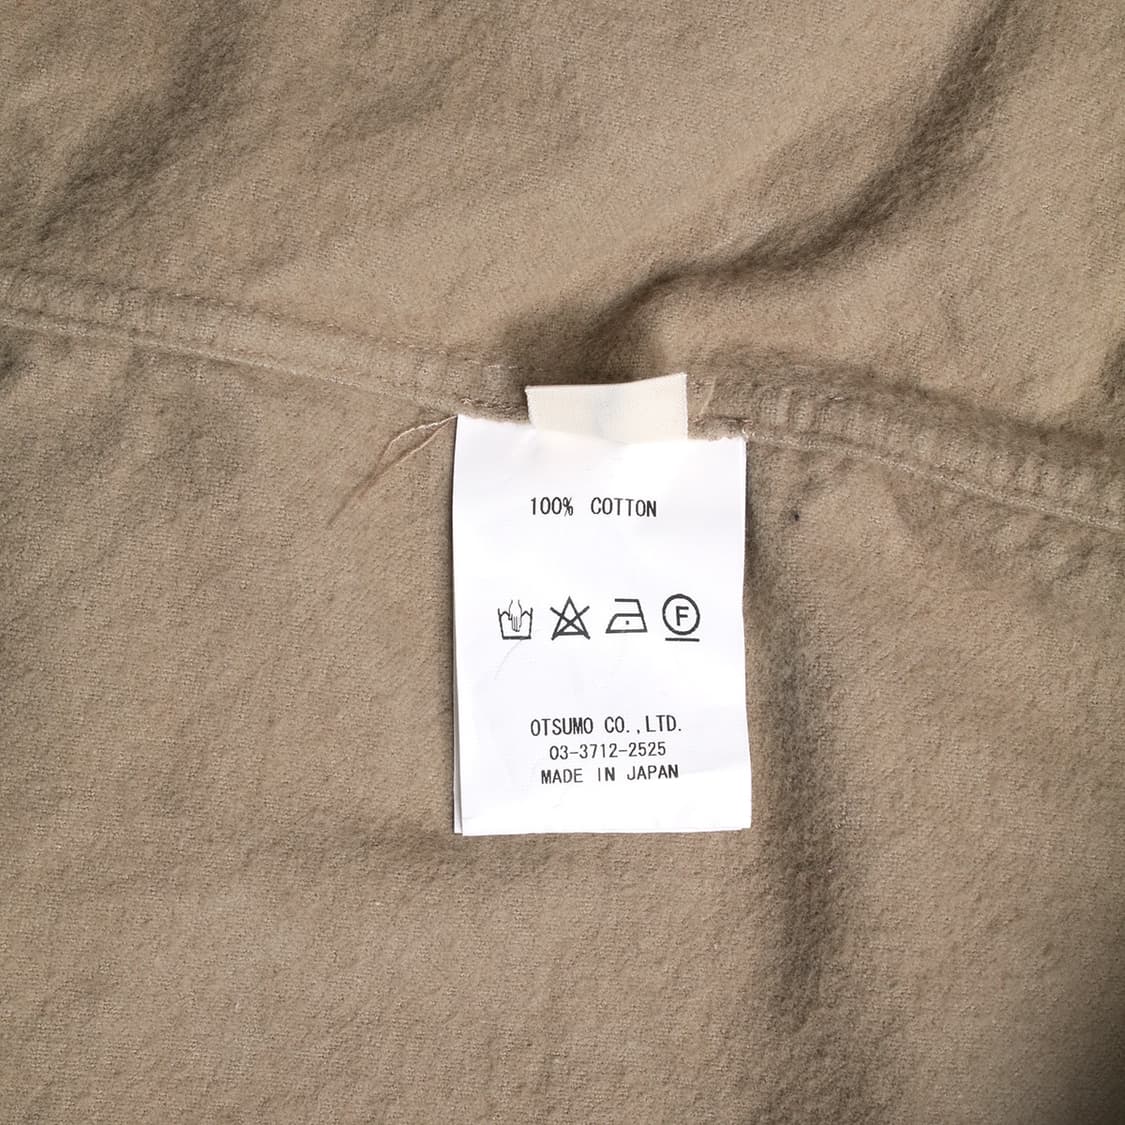 100% COTTON
F
OTSUMO CO.,LTD.
03-3712-2525
MADE IN JAPAN